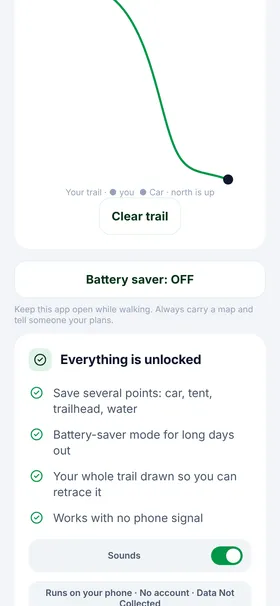 Your trail · ● you ● Car · north is up
Clear trail
Battery saver: OFF
Keep this app open while walking. Always carry a map and
tell someone your plans.
Everything is unlocked
Save several points: car, tent,
trailhead, water
Battery-saver mode for long days
out
Your whole trail drawn so you can
retrace it
Works with no phone signal
Sounds
Runs on your phone · No account · Data Not
Collected